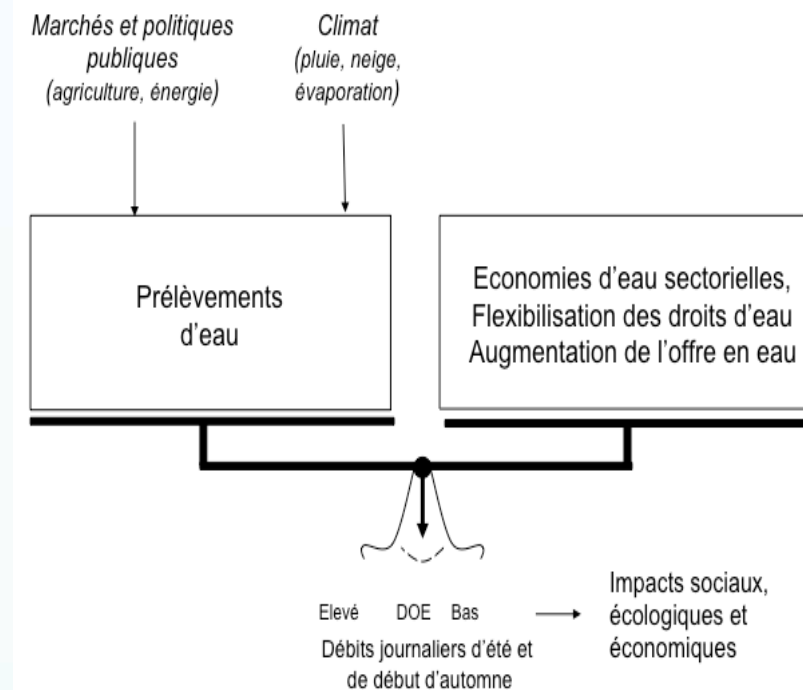 Marchés et politiques
publiques
(agriculture, énergie)
Climat
(pluie, neige,
évaporation)
Prélèvements
d'eau
Economies d'eau sectorielles,
Flexibilisation des droits d'eau
Augmentation de l'offre en eau
Elevé DOE Bas
Débits journaliers d'été et
de début d'automne
Impacts sociaux,
écologiques et
économiques